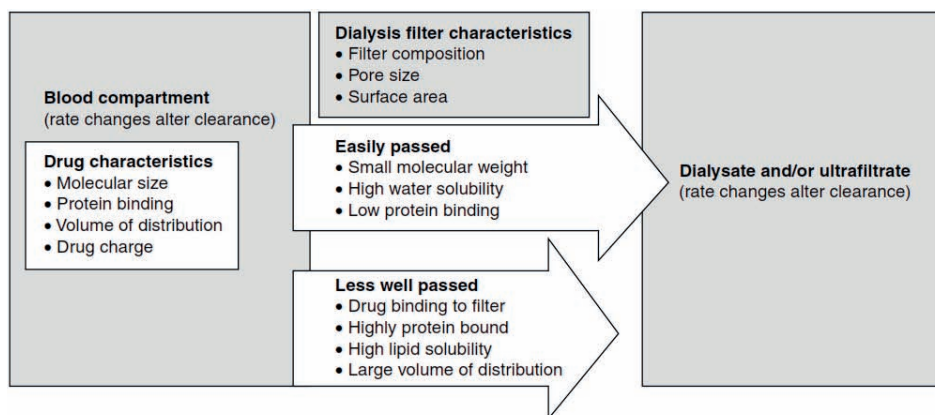 Blood compartment
(rate changes alter clearance)
Drug characteristics
• Molecular size
• Protein binding
• Volume of distribution
• Drug charge
Dialysis filter characteristics
• Filter composition
• Pore size
• Surface area
Easily passed
• Small molecular weight
• High water solubility
• Low protein binding
Less well passed
• Drug binding to filter
• Highly protein bound
• High lipid solubility
• Large volume of distribution
Dialysate and/or ultrafiltrate
(rate changes alter clearance)